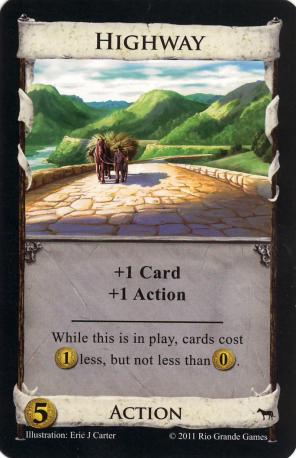 HIGHWAY
+1 Card
+1 Action
While this is in play, cards cost
1 less, but not less than 0.
5 ACTION
Illustration: Eric J Carter © 2011 Rio Grande Games